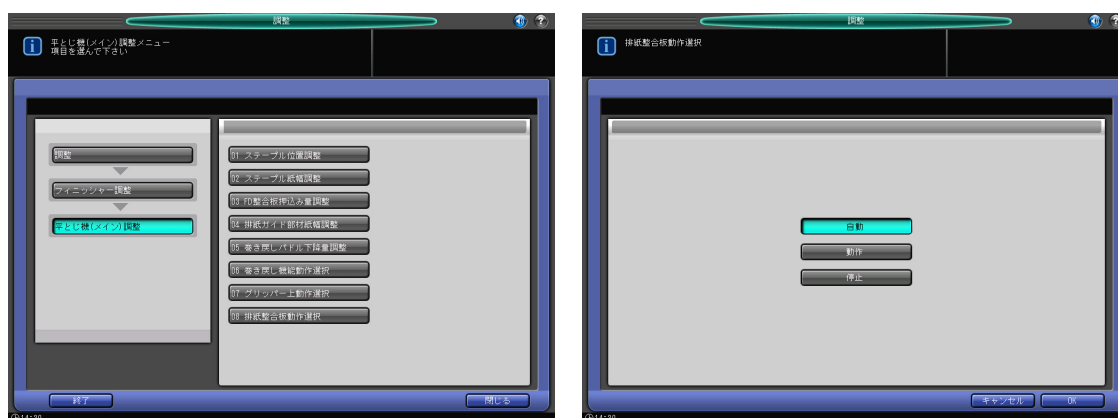 調整
平とじ機(メイン)調整メニュー
項目を選んで下さい
調整
フィニッシャー調整
平とじ機(メイン)調整
01 ステープル位置調整
02 ステープル紙幅調整
03 FD整合板押込み量調整
04 排紙ガイド部材紙幅調整
05 巻き戻しパドル下降量調整
06 巻き戻し機能動作選択
07 グリッパー上動作選択
08 排紙整合板動作選択
終了
閉じる
調整
排紙整合板動作選択
自動
動作
停止
キャンセル
OK